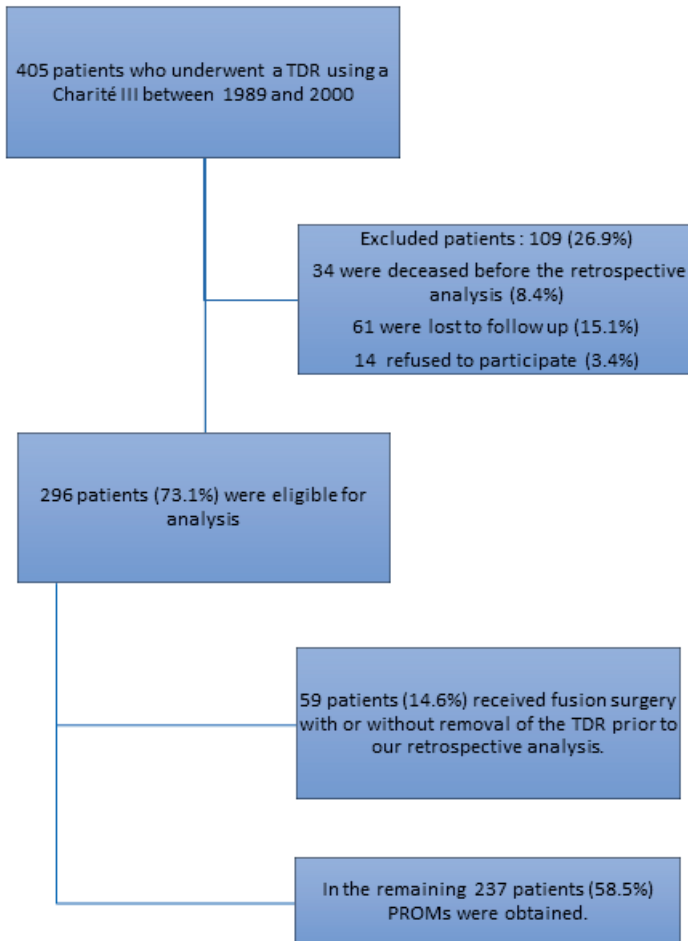 405 patients who underwent a TDR using a
Charité III between 1989 and 2000
Excluded patients : 109 (26.9%)
34 were deceased before the retrospective
analysis (8.4%)
61 were lost to follow up (15.1%)
14 refused to participate (3.4%)
296 patients (73.1%) were eligible for
analysis
59 patients (14.6%) received fusion surgery
with or without removal of the TDR prior to
our retrospective analysis.
In the remaining 237 patients (58.5%)
PROMs were obtained.